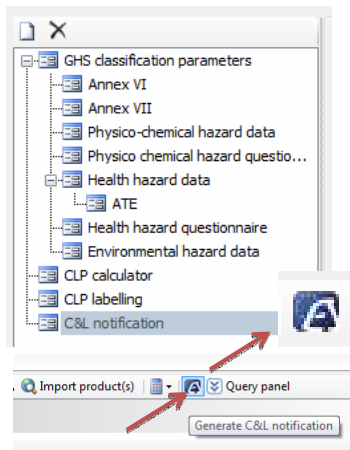 GHS classification parameters
Annex VI
Annex VII
Physico-chemical hazard data
Physico chemical hazard questio...
Health hazard data
ATE
Health hazard questionnaire
Environmental hazard data
CLP calculator
CLP labelling
C&L notification
Import product(s)
Query panel
Generate C&L notification